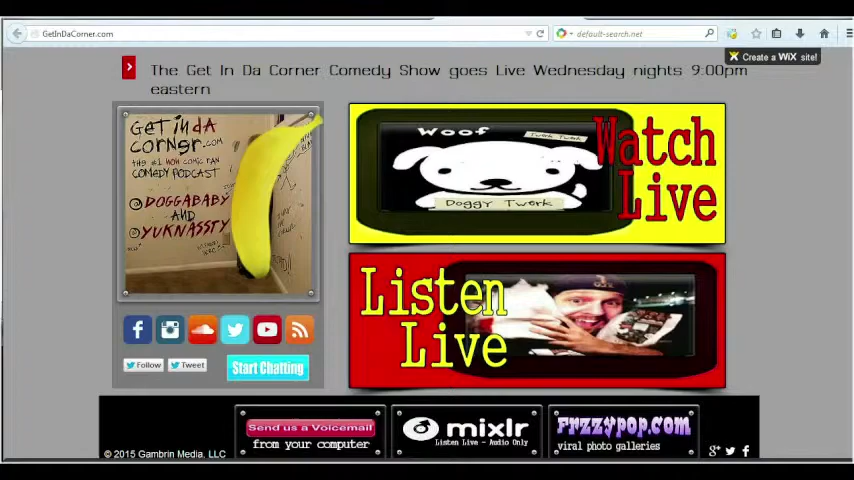 GetInDaCorner.com
default-search.net
Create a WiX site!
The Get In Da Corner Comedy Show goes Live Wednesday nights 9:00pm
eastern
Get in dA
corner.com
the #1 non comic fan
comedy podcast
@DOGGABABY
AND
@YUKNASSTY
Woof
Twerk Twerk
Doggy Twerk
Watch
Live
Listen
Live
Follow
Tweet
Start Chatting
Send us a Voicemail
from your computer
mixlr
Listen Live - Audio Only
Frzzypop.com
viral photo galleries
© 2015 Gambrin Media, LLC